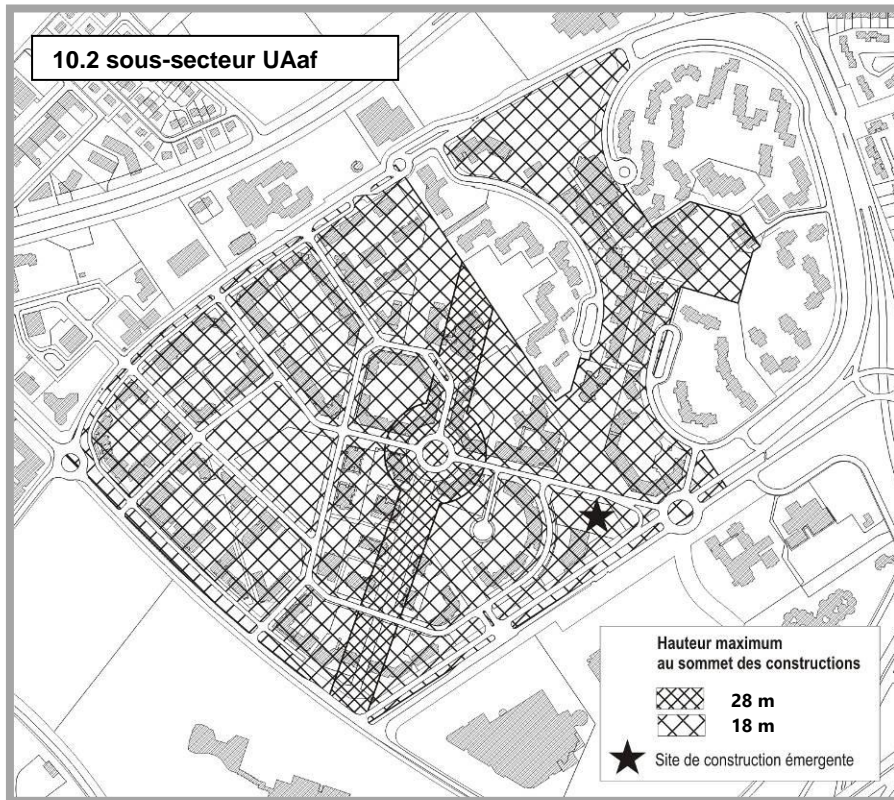 10.2 sous-secteur UAaf
Hauteur maximum
au sommet des constructions
28 m
18 m
Site de construction émergente